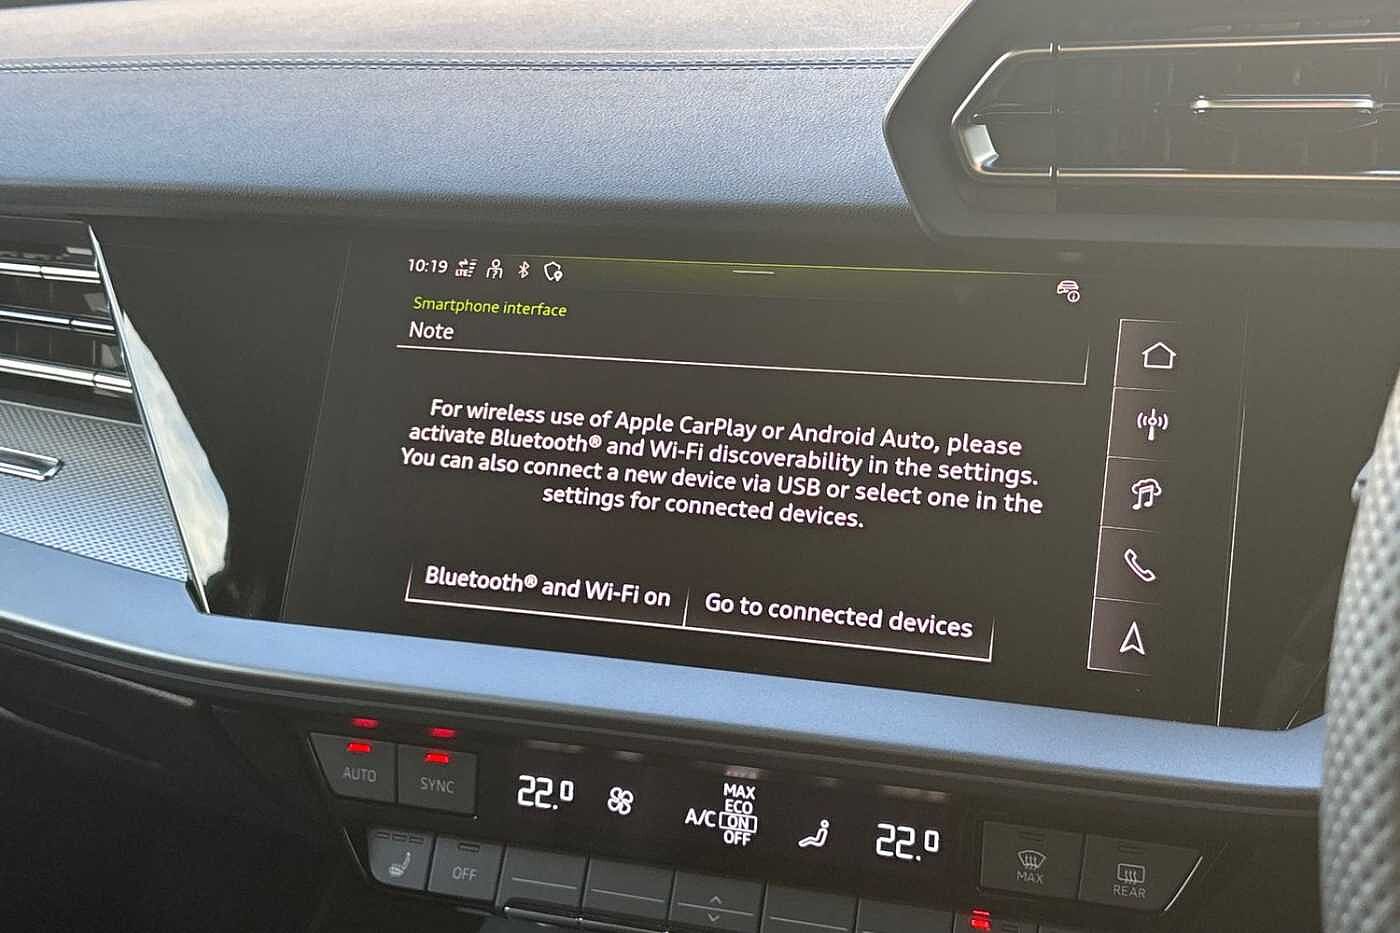 10:19 LTE
Smartphone interface
Note
For wireless use of Apple CarPlay or Android Auto, please
activate Bluetooth® and Wi-Fi discoverability in the settings.
You can also connect a new device via USB or select one in the
settings for connected devices.
Bluetooth® and Wi-Fi on
Go to connected devices
AUTO
SYNC
22.0
MAX
ECO
A/C ON
OFF
22.0
OFF
MAX
REAR